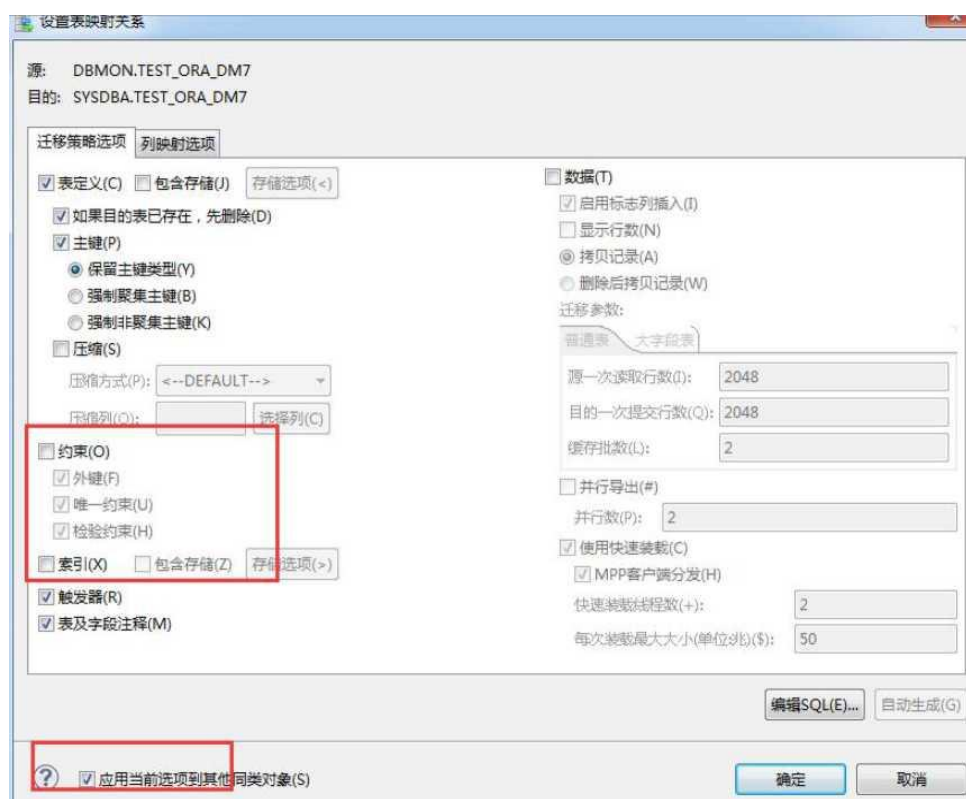 设置表映射关系
源: DBMON.TEST_ORA_DM7
目的: SYSDBA.TEST_ORA_DM7
迁移策略选项 列映射选项
表定义(C) 包含存储(J) 存储选项(<)
如果目的表已存在，先删除(D)
主键(P)
保留主键类型(Y)
强制聚集主键(B)
强制非聚集主键(K)
压缩(S)
压缩方式(P): <--DEFAULT-->
压缩列(O): 选择列(C)
约束(O)
外键(F)
唯一约束(U)
检验约束(H)
索引(X) 包含存储(Z) 存储选项(>)
触发器(R)
表及字段注释(M)
数据(T)
启用标志列插入(I)
显示行数(N)
拷贝记录(A)
删除后拷贝记录(W)
迁移参数:
普通表 大字段表
源一次读取行数(I): 2048
目的一次提交行数(Q): 2048
缓存批数(L): 2
并行导出(#)
并行数(P): 2
使用快速装载(C)
MPP客户端分发(H)
快速装载线程数(+): 2
每次装载最大大小(单位:兆)($): 50
编辑SQL(E)... 自动生成(G)
应用当前选项到其他同类对象(S) 确定 取消